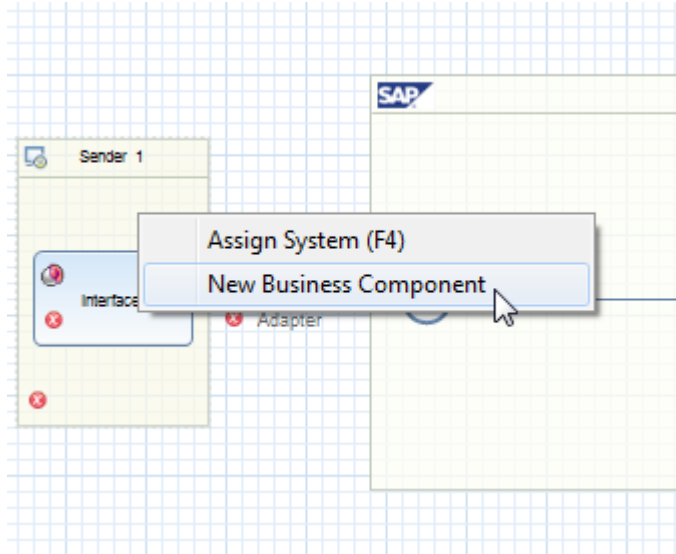 SAP
Sender 1
Assign System (F4)
New Business Component
Interface
Adapter